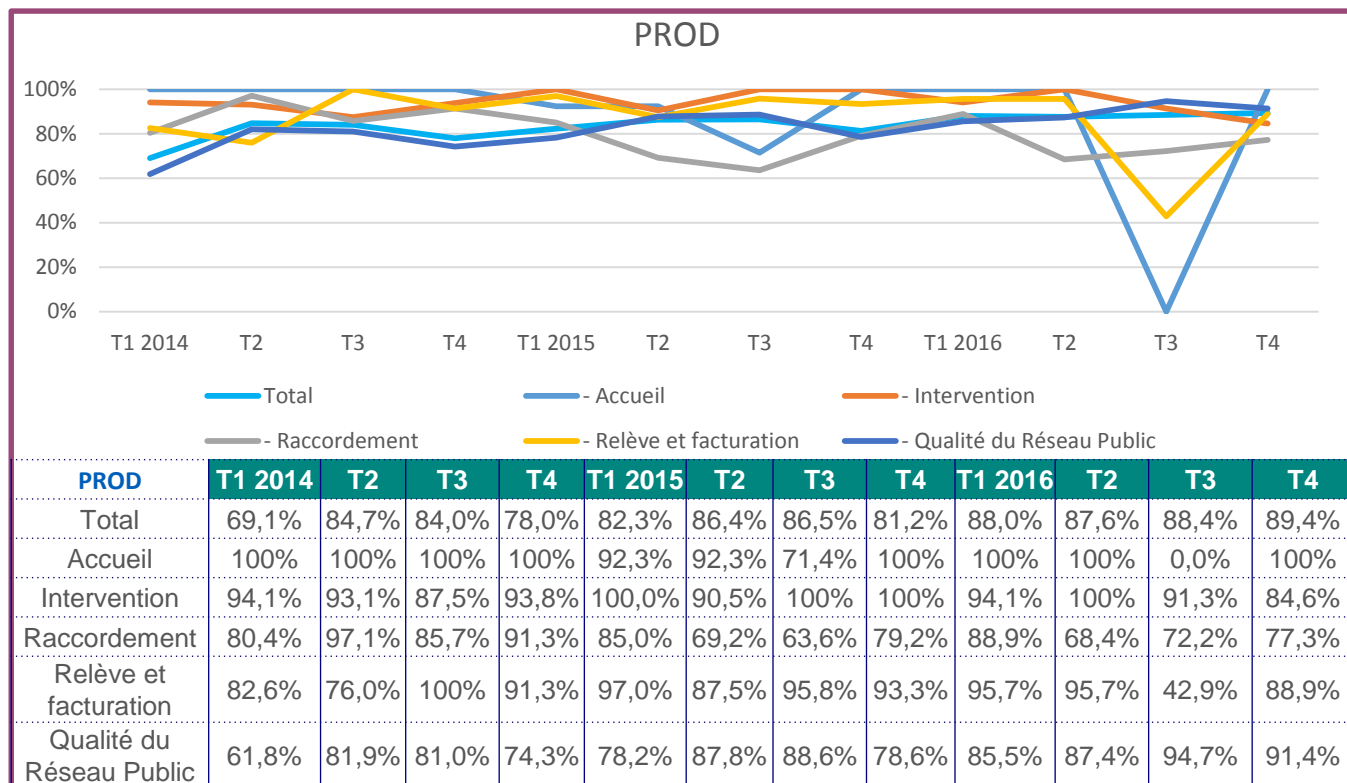 PROD
100%
80%
60%
40%
20%
0%
T1 2014 T2 T3 T4 T1 2015 T2 T3 T4 T1 2016 T2 T3 T4
Total - Accueil - Intervention
- Raccordement - Relève et facturation - Qualité du Réseau Public
PROD T1 2014 T2 T3 T4 T1 2015 T2 T3 T4 T1 2016 T2 T3 T4
Total 69,1% 84,7% 84,0% 78,0% 82,3% 86,4% 86,5% 81,2% 88,0% 87,6% 88,4% 89,4%
Accueil 100% 100% 100% 100% 92,3% 92,3% 71,4% 100% 100% 100% 0,0% 100%
Intervention 94,1% 93,1% 87,5% 93,8% 100,0% 90,5% 100% 100% 94,1% 100% 91,3% 84,6%
Raccordement 80,4% 97,1% 85,7% 91,3% 85,0% 69,2% 63,6% 79,2% 88,9% 68,4% 72,2% 77,3%
Relève et
facturation 82,6% 76,0% 100% 91,3% 97,0% 87,5% 95,8% 93,3% 95,7% 95,7% 42,9% 88,9%
Qualité du
Réseau Public 61,8% 81,9% 81,0% 74,3% 78,2% 87,8% 88,6% 78,6% 85,5% 87,4% 94,7% 91,4%